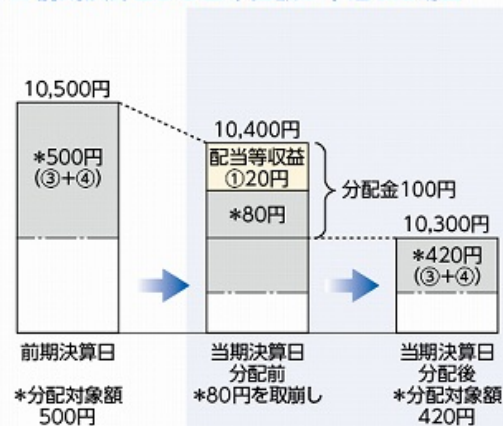 10,500円
*500円
(③+④)
10,400円
配当等収益
①20円
*80円
分配金100円
10,300円
*420円
(③+④)
前期決算日
*分配対象額
500円
当期決算日
分配前
*80円を取崩し
当期決算日
分配後
*分配対象額
420円